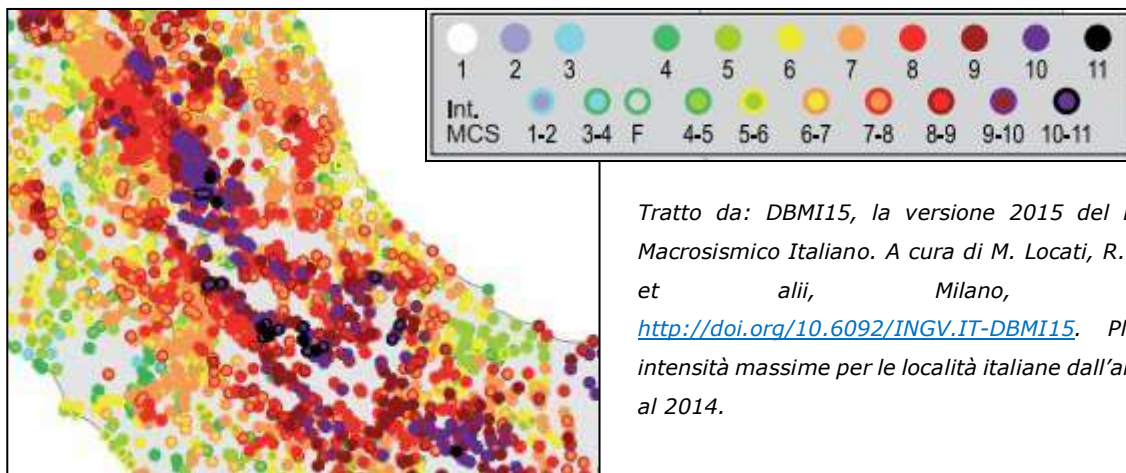 1 2 3 4 5 6 7 8 9 10 11
Int.
MCS 1-2 3-4 F 4-5 5-6 6-7 7-8 8-9 9-10 10-11
Tratto da: DBMI15, la versione 2015 del
Macrosismico Italiano. A cura di M. Locati, R.
et alii, Milano,
http://doi.org/10.6092/INGV.IT-DBMI15.
intensità massime per le località italiane
al 2014.